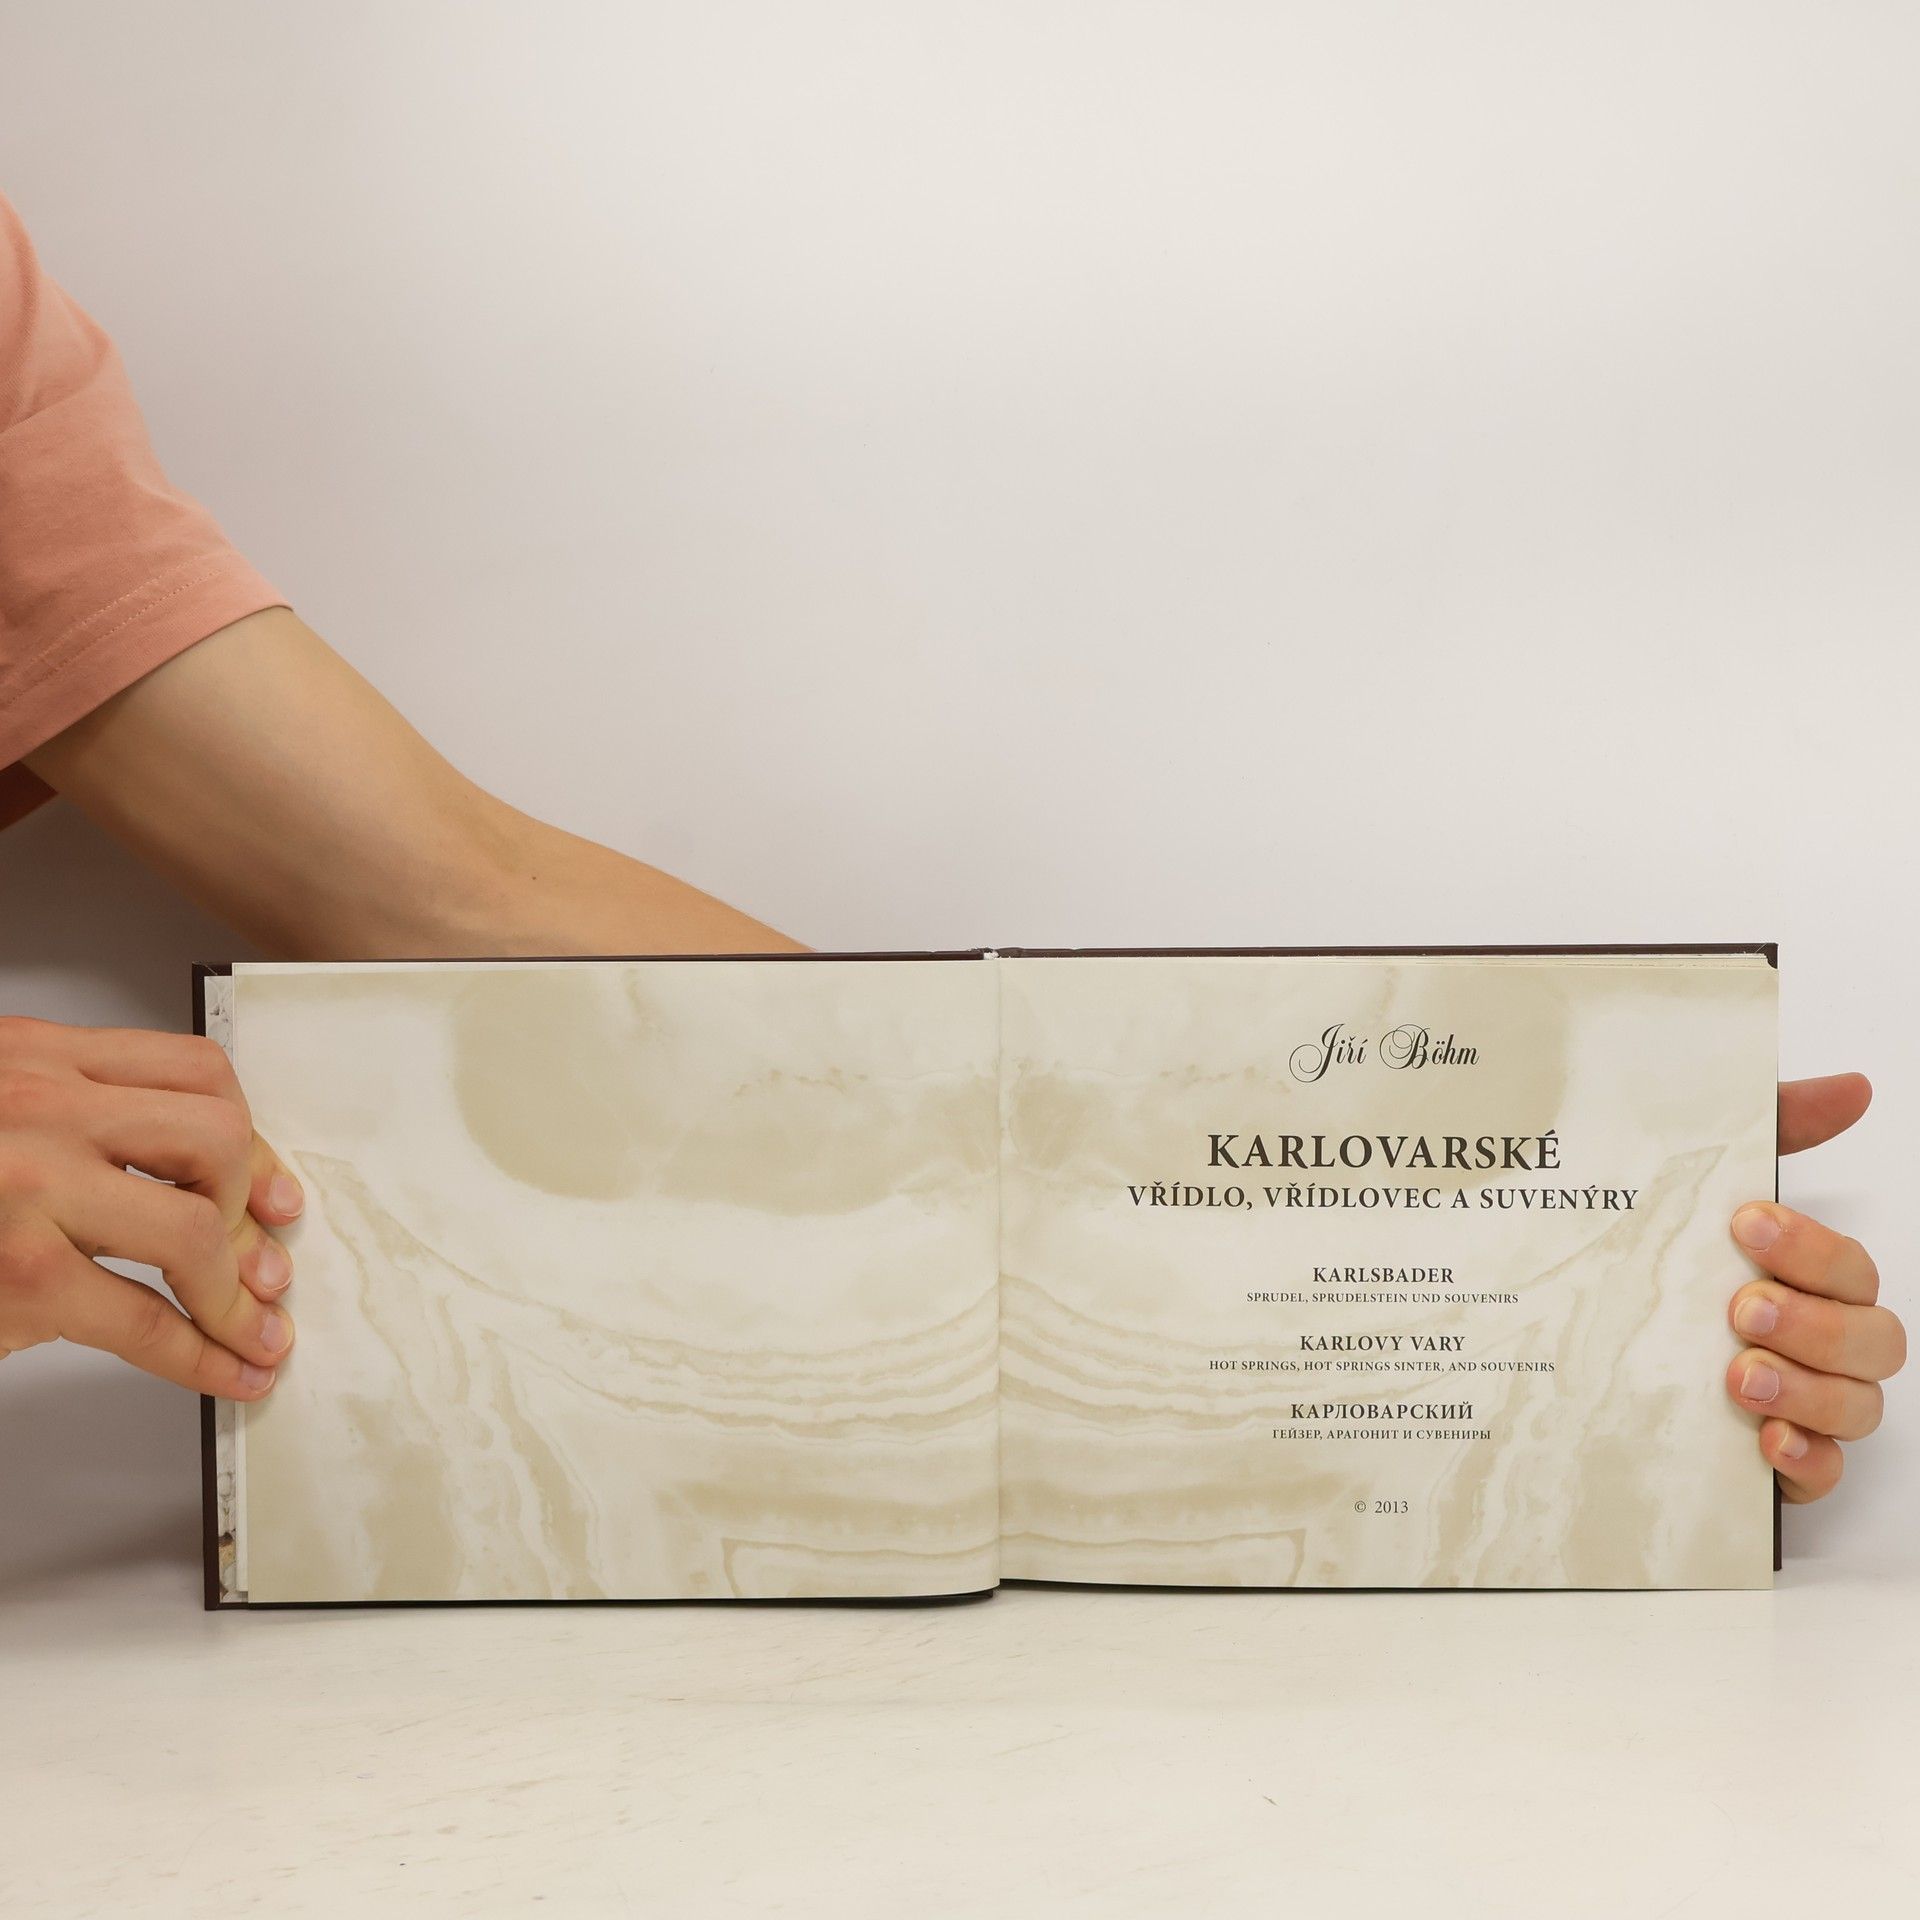 Jiří Böhm
KARLOVARSKÉ
VŘÍDLO, VŘÍDLOVEC A SUVENÝRY
KARLSBADER
SPRUDEL, SPRUDELSTEIN UND SOUVENIRS
KARLOVY VARY
HOT SPRINGS, HOT SPRINGS SINTER, AND SOUVENIRS
КАРЛОВАРСКИЙ
ГЕЙЗЕР, АРАГОНИТ И СУВЕНИРЫ
© 2013